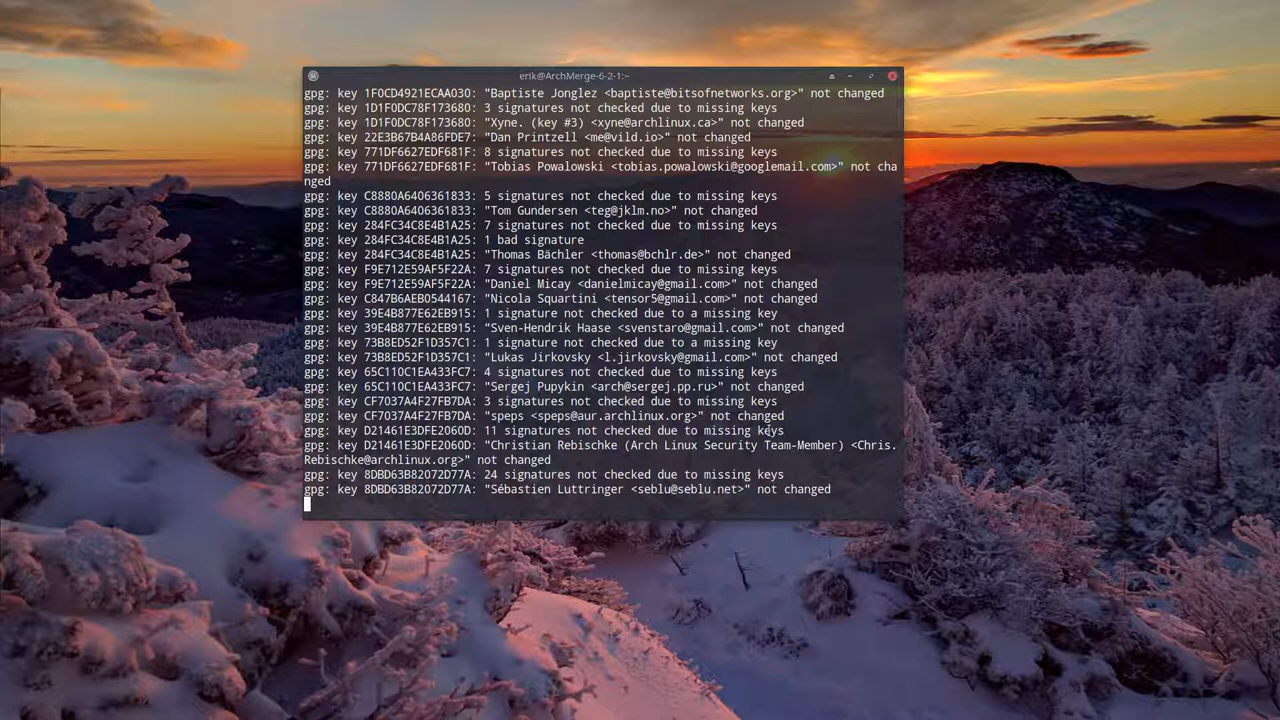 erik@ArchMerge-6-2-1:~
gpg: key 1F0CD4921ECAA030: "Baptiste Jonglez <baptiste@bitsofnetworks.org>" not changed
gpg: key 1D1F0DC78F173680: 3 signatures not checked due to missing keys
gpg: key 1D1F0DC78F173680: "Xyne. (key #3) <xyne@archlinux.ca>" not changed
gpg: key 22E3B67B4A86FDE7: "Dan Printzell <me@vild.io>" not changed
gpg: key 771DF6627EDF681F: 8 signatures not checked due to missing keys
gpg: key 771DF6627EDF681F: "Tobias Powalowski <tobias.powalowski@googlemail.com>" not cha
nged
gpg: key C8880A6406361833: 5 signatures not checked due to missing keys
gpg: key C8880A6406361833: "Tom Gundersen <teg@jklm.no>" not changed
gpg: key 284FC34C8E4B1A25: 7 signatures not checked due to missing keys
gpg: key 284FC34C8E4B1A25: 1 bad signature
gpg: key 284FC34C8E4B1A25: "Thomas Bächler <thomas@bchlr.de>" not changed
gpg: key F9E712E59AF5F22A: 7 signatures not checked due to missing keys
gpg: key F9E712E59AF5F22A: "Daniel Micay <danielmicay@gmail.com>" not changed
gpg: key C847B6AEB0544167: "Nicola Squartini <tensor5@gmail.com>" not changed
gpg: key 39E4B877E62EB915: 1 signature not checked due to a missing key
gpg: key 39E4B877E62EB915: "Sven-Hendrik Haase <svenstaro@gmail.com>" not changed
gpg: key 73B8ED52F1D357C1: 1 signature not checked due to a missing key
gpg: key 73B8ED52F1D357C1: "Lukas Jirkovsky <l.jirkovsky@gmail.com>" not changed
gpg: key 65C110C1EA433FC7: 4 signatures not checked due to missing keys
gpg: key 65C110C1EA433FC7: "Sergej Pupykin <arch@sergej.pp.ru>" not changed
gpg: key CF7037A4F27FB7DA: 3 signatures not checked due to missing keys
gpg: key CF7037A4F27FB7DA: "speps <speps@aur.archlinux.org>" not changed
gpg: key D21461E3DFE2060D: 11 signatures not checked due to missing keys
gpg: key D21461E3DFE2060D: "Christian Rebischke (Arch Linux Security Team-Member) <Chris.
Rebischke@archlinux.org>" not changed
gpg: key 8DBD63B82072D77A: 24 signatures not checked due to missing keys
gpg: key 8DBD63B82072D77A: "Sébastien Luttringer <seblu@seblu.net>" not changed